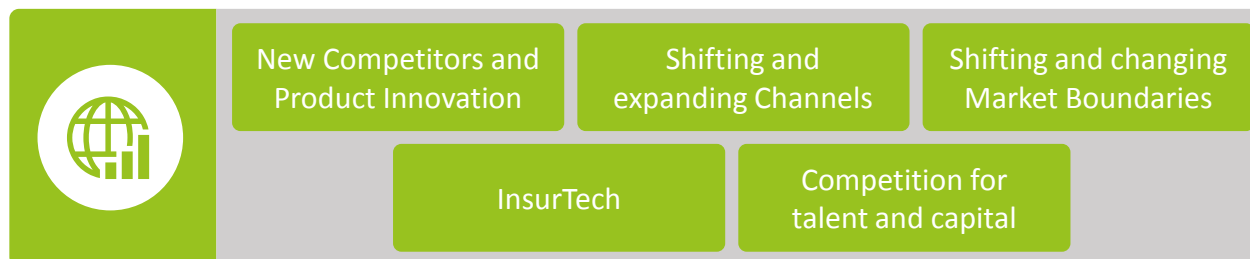 New Competitors and
Product Innovation
Shifting and
expanding Channels
Shifting and changing
Market Boundaries
InsurTech
Competition for
talent and capital